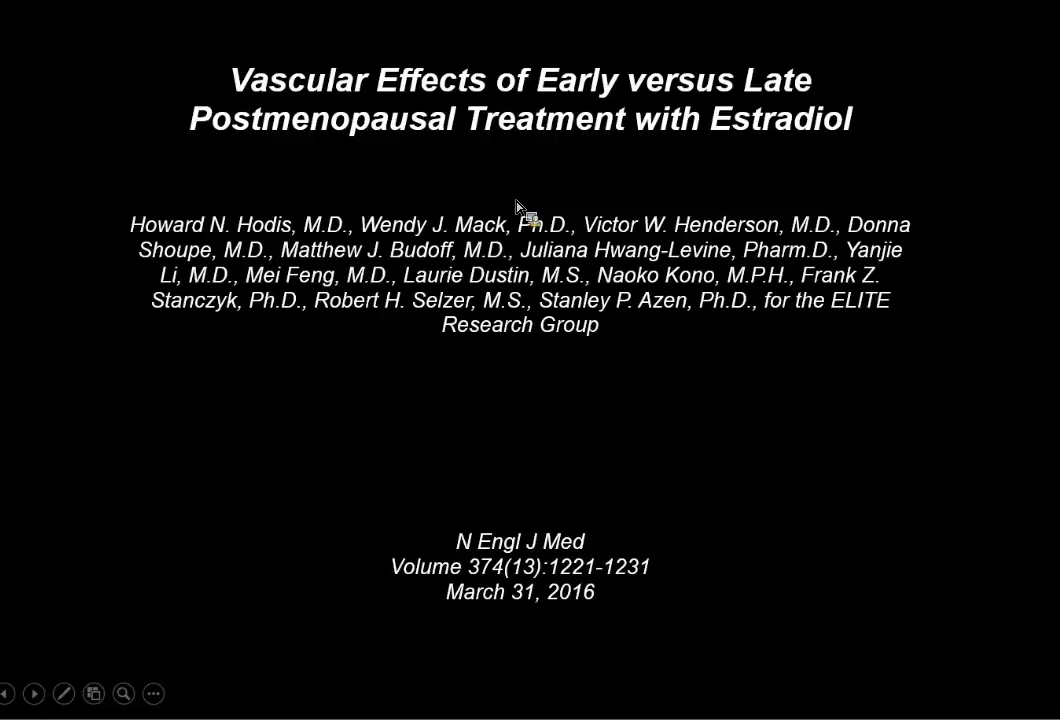 Vascular Effects of Early versus Late
Postmenopausal Treatment with Estradiol
Howard N. Hodis, M.D., Wendy J. Mack, Ph.D., Victor W. Henderson, M.D., Donna
Shoupe, M.D., Matthew J. Budoff, M.D., Juliana Hwang-Levine, Pharm.D., Yanjie
Li, M.D., Mei Feng, M.D., Laurie Dustin, M.S., Naoko Kono, M.P.H., Frank Z.
Stanczyk, Ph.D., Robert H. Selzer, M.S., Stanley P. Azen, Ph.D., for the ELITE
Research Group
N Engl J Med
Volume 374(13):1221-1231
March 31, 2016